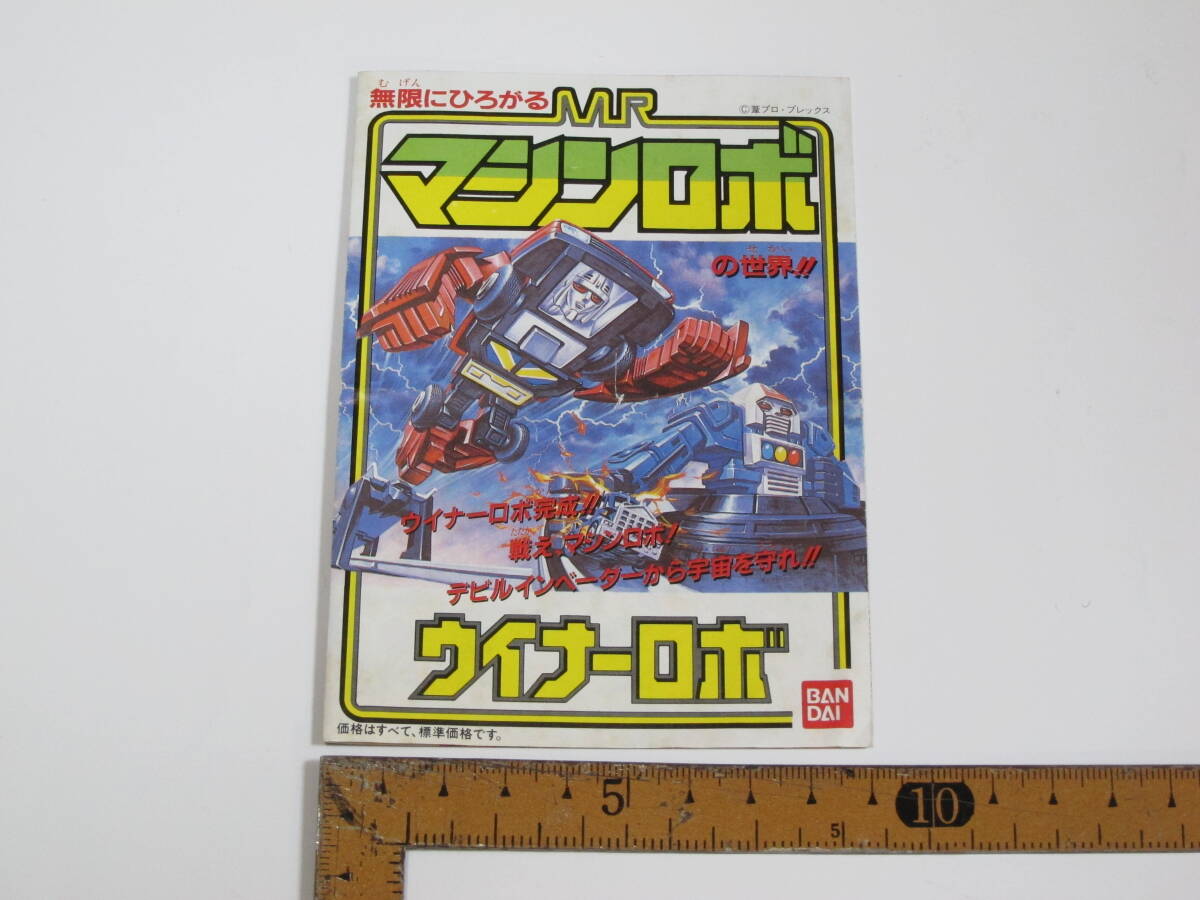 むげん
無限にひろがる MR
©葦プロ・プレックス
マシンロボ
せかい
の世界!!
ウイナーロボ完成!!
たたか
戦え、マシンロボ!
デビルインベーダーから宇宙を守れ!!
ウイナーロボ
BAN
DAI
価格はすべて、標準価格です。
5 10
5